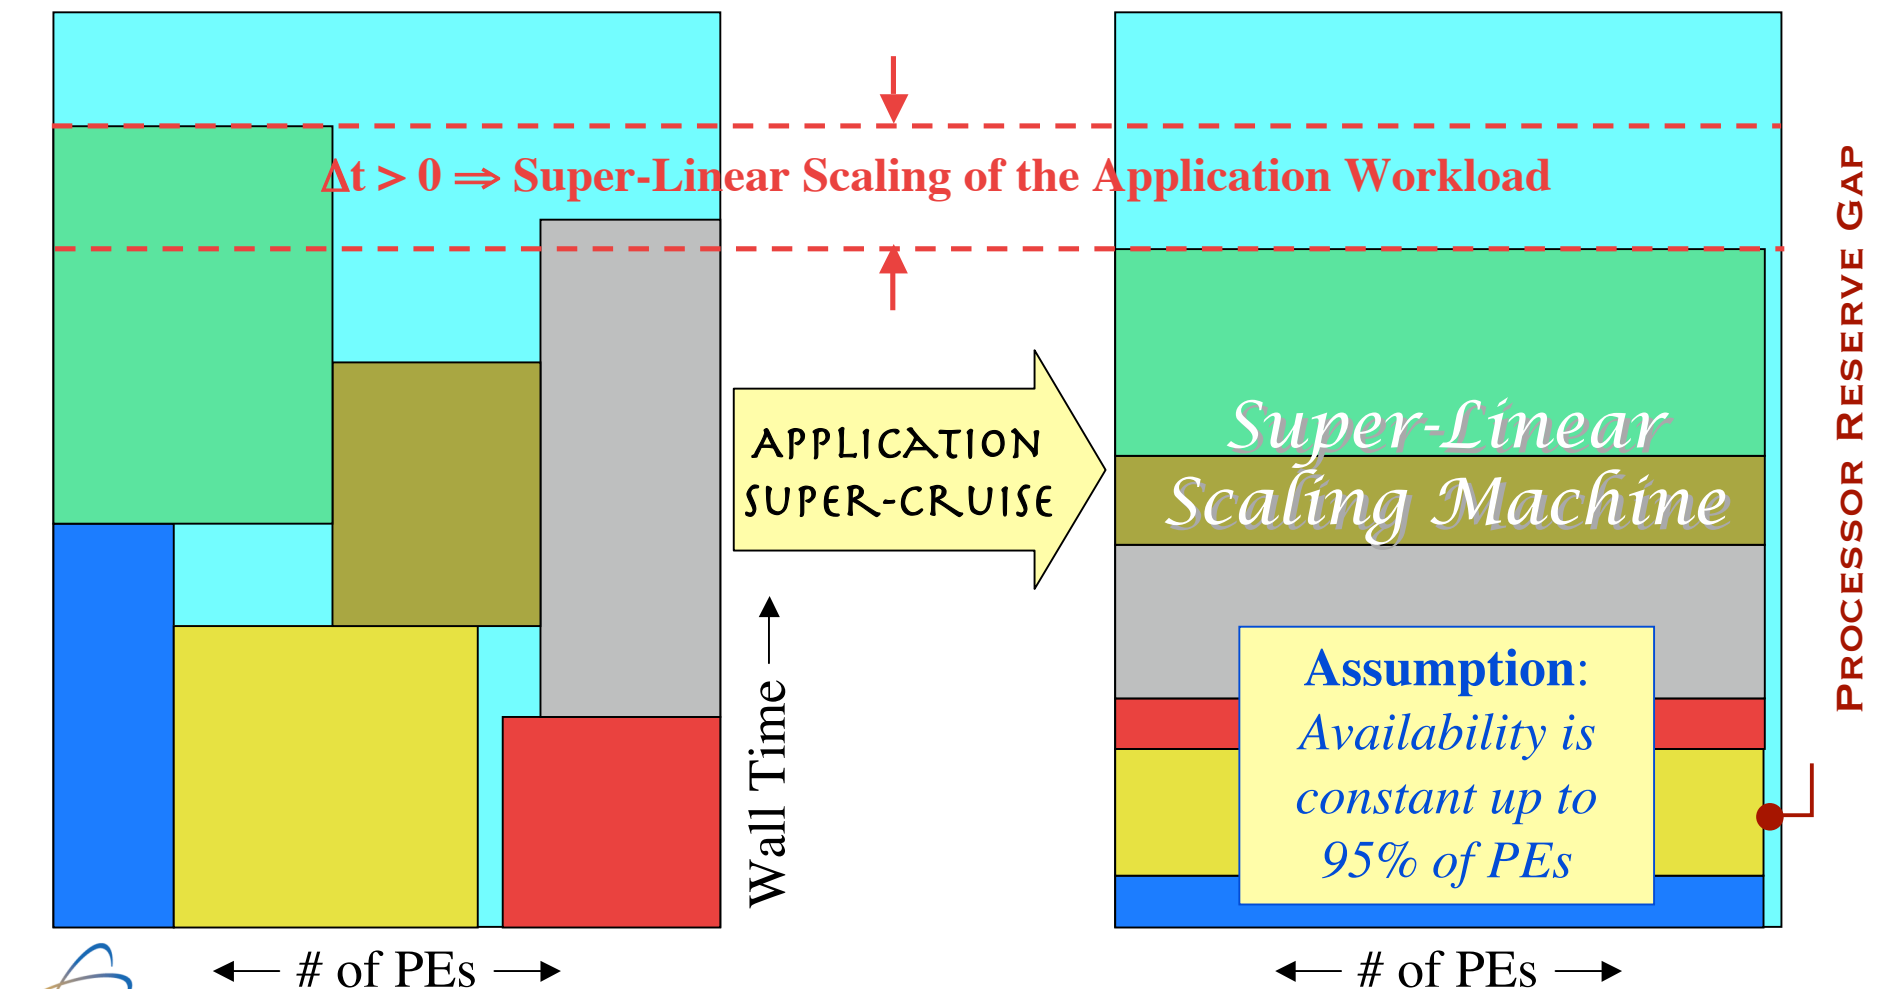 Δt > 0 ⇒ Super-Linear Scaling of the Application Workload
APPLICATION
SUPER-CRUISE
Wall Time
# of PEs
Super-Linear
Scaling Machine
Assumption:
Availability is
constant up to
95% of PEs
# of PEs
PROCESSOR RESERVE GAP